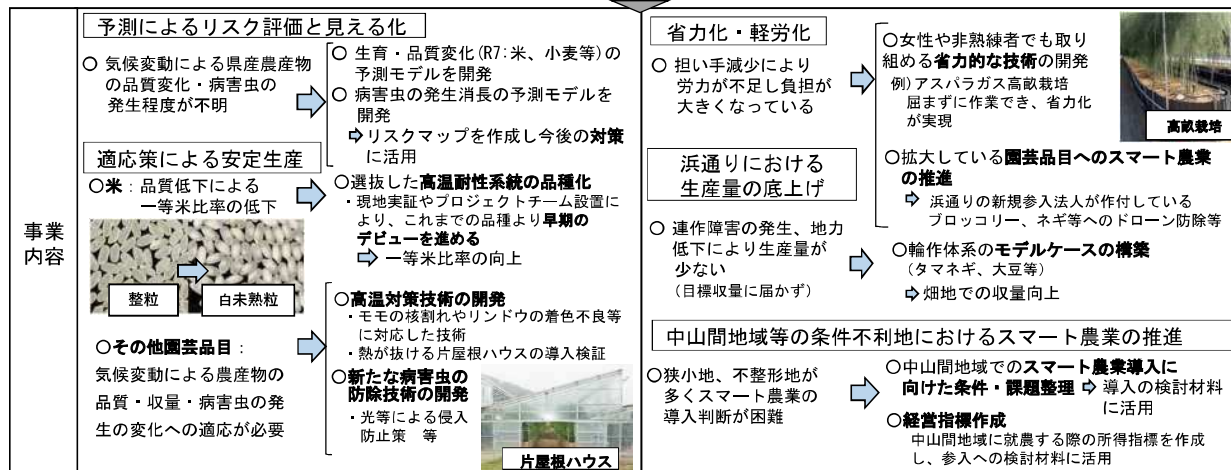 事業
内容
予測によるリスク評価と見える化
○ 気候変動による県産農産物
の品質変化・病害虫の
発生程度が不明
○ 生育・品質変化(R7:米、小麦等)の
予測モデルを開発
○ 病害虫の発生消長の予測モデルを
開発
⇨リスクマップを作成し今後の対策
に活用
適応策による安定生産
○米：品質低下による
一等米比率の低下
整粒
白未熟粒
○選抜した高温耐性系統の品種化
・現地実証やプロジェクトチーム設置
により、これまでの品種より早期の
デビューを進める
⇨ 一等米比率の向上
○その他園芸品目：
気候変動による農産物の
品質・収量・病害虫の発
生の変化への適応が必要
○高温対策技術の開発
・モモの核割れやリンドウの着色不良等
に対応した技術
・熱が抜ける片屋根ハウスの導入検証
○新たな病害虫の
防除技術の開発
・光等による侵入
防止策 等
片屋根ハウス
省力化・軽労化
○ 担い手減少により
労力が不足し負担が
大きくなっている
○女性や非熟練者でも取り
組める省力的な技術の開発
例)アスパラガス高畝栽培
屈まずに作業でき、省力化
が実現
高畝栽培
浜通りにおける
生産量の底上げ
○ 連作障害の発生、地力
低下により生産量が
少ない
(目標収量に届かず)
○拡大している園芸品目へのスマート農業
の推進
⇨ 浜通りの新規参入法人が作付している
ブロッコリー、ネギ等へのドローン防除等
○輪作体系のモデルケースの構築
(タマネギ、大豆等)
⇨畑地での収量向上
中山間地域等の条件不利地におけるスマート農業の推進
○狭小地、不整形地が
多くスマート農業の
導入判断が困難
○中山間地域でのスマート農業導入に
向けた条件・課題整理 ⇨ 導入の検討材料
に活用
○経営指標作成
中山間地域に就農する際の所得指標を作成
し、参入への検討材料に活用